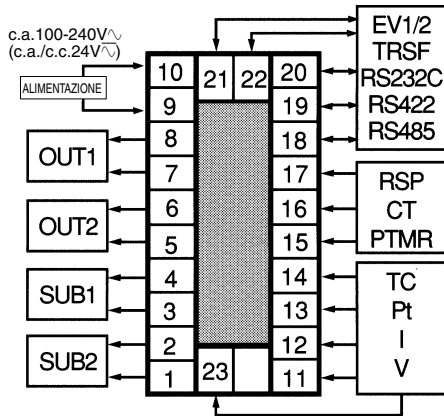 c.a.100-240V∿
(c.a./c.c.24V∿)
ALIMENTAZIONE
OUT1
OUT2
SUB1
SUB2
10
9
8
7
6
5
4
3
2
1
21
22
23
20
19
18
17
16
15
14
13
12
11
EV1/2
TRSF
RS232C
RS422
RS485
RSP
CT
PTMR
TC
Pt
I
V